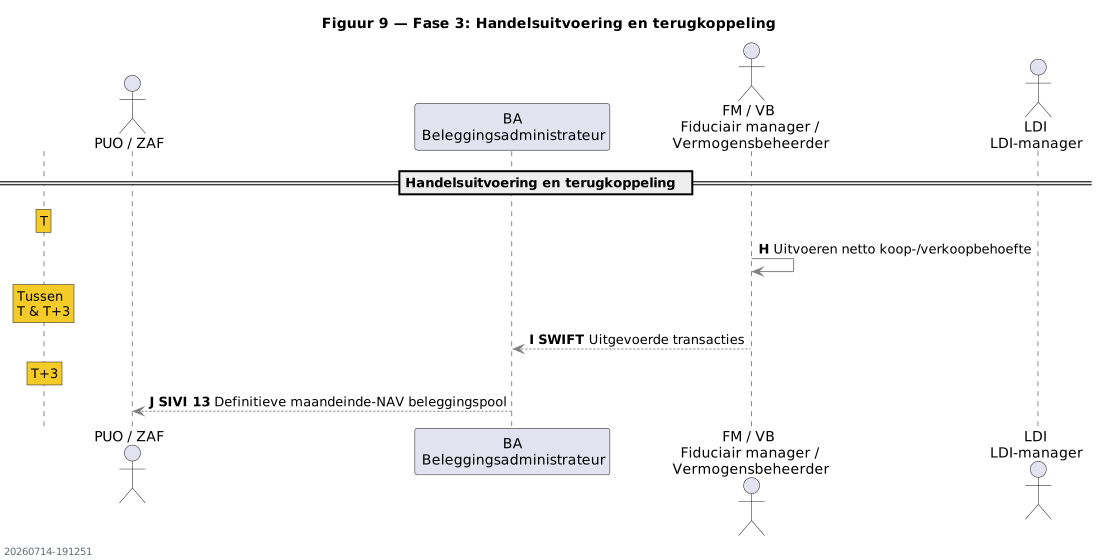 Figuur 9 — Fase 3: Handelsuitvoering en terugkoppeling
PUO / ZAF
BA
Beleggingsadministrateur
FM / VB
Fiduciair manager /
Vermogensbeheerder
LDI
LDI-manager
Handelsuitvoering en terugkoppeling
T
H Uitvoeren netto koop-/verkoopbehoefte
Tussen
T & T+3
I SWIFT Uitgevoerde transacties
T+3
J SIVI 13 Definitieve maandeinde-NAV beleggingspool
PUO / ZAF
BA
Beleggingsadministrateur
FM / VB
Fiduciair manager /
Vermogensbeheerder
LDI
LDI-manager
20260714-191251